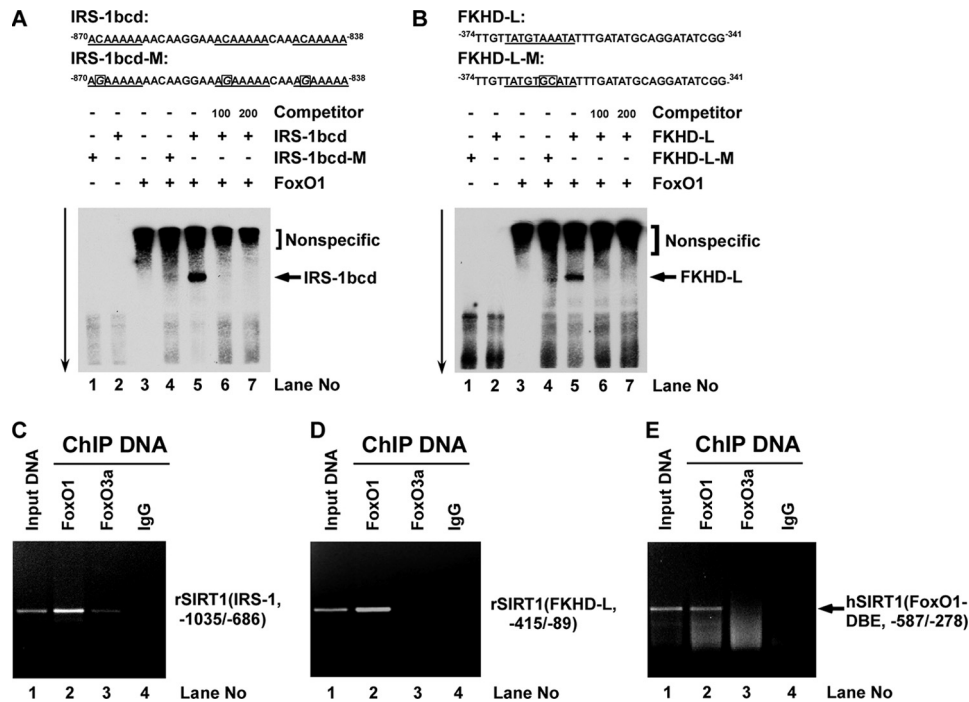 A
IRS-1bcd:
-870ACAAAAAACAAGGAAACAAAAACAAACAAAAA-838
IRS-1bcd-M:
-870AGAAAAAACAAGGAAAGAAAAACAAAGAAAAA-838
- - - - - 100 200 Competitor
- + - - + + + IRS-1bcd
+ - - + - - - IRS-1bcd-M
- - + + + + + FoxO1
Nonspecific
IRS-1bcd
1 2 3 4 5 6 7 Lane No
B
FKHD-L:
-374TTGTTATGTAAATATTTGATATGCAGGATATCGG-341
FKHD-L-M:
-374TTGTTATGTGCATATTTGATATGCAGGATATCGG-341
- - - - - 100 200 Competitor
- + - - + + + FKHD-L
+ - - + - - - FKHD-L-M
- - + + + + + FoxO1
Nonspecific
FKHD-L
1 2 3 4 5 6 7 Lane No
C
ChIP DNA
Input DNA
FoxO1
FoxO3a
IgG
rSIRT1(IRS-1,
-1035/-686)
1 2 3 4 Lane No
D
ChIP DNA
Input DNA
FoxO1
FoxO3a
IgG
rSIRT1(FKHD-L,
-415/-89)
1 2 3 4 Lane No
E
ChIP DNA
Input DNA
FoxO1
FoxO3a
IgG
hSIRT1(FoxO1-
DBE, -587/-278)
1 2 3 4 Lane No